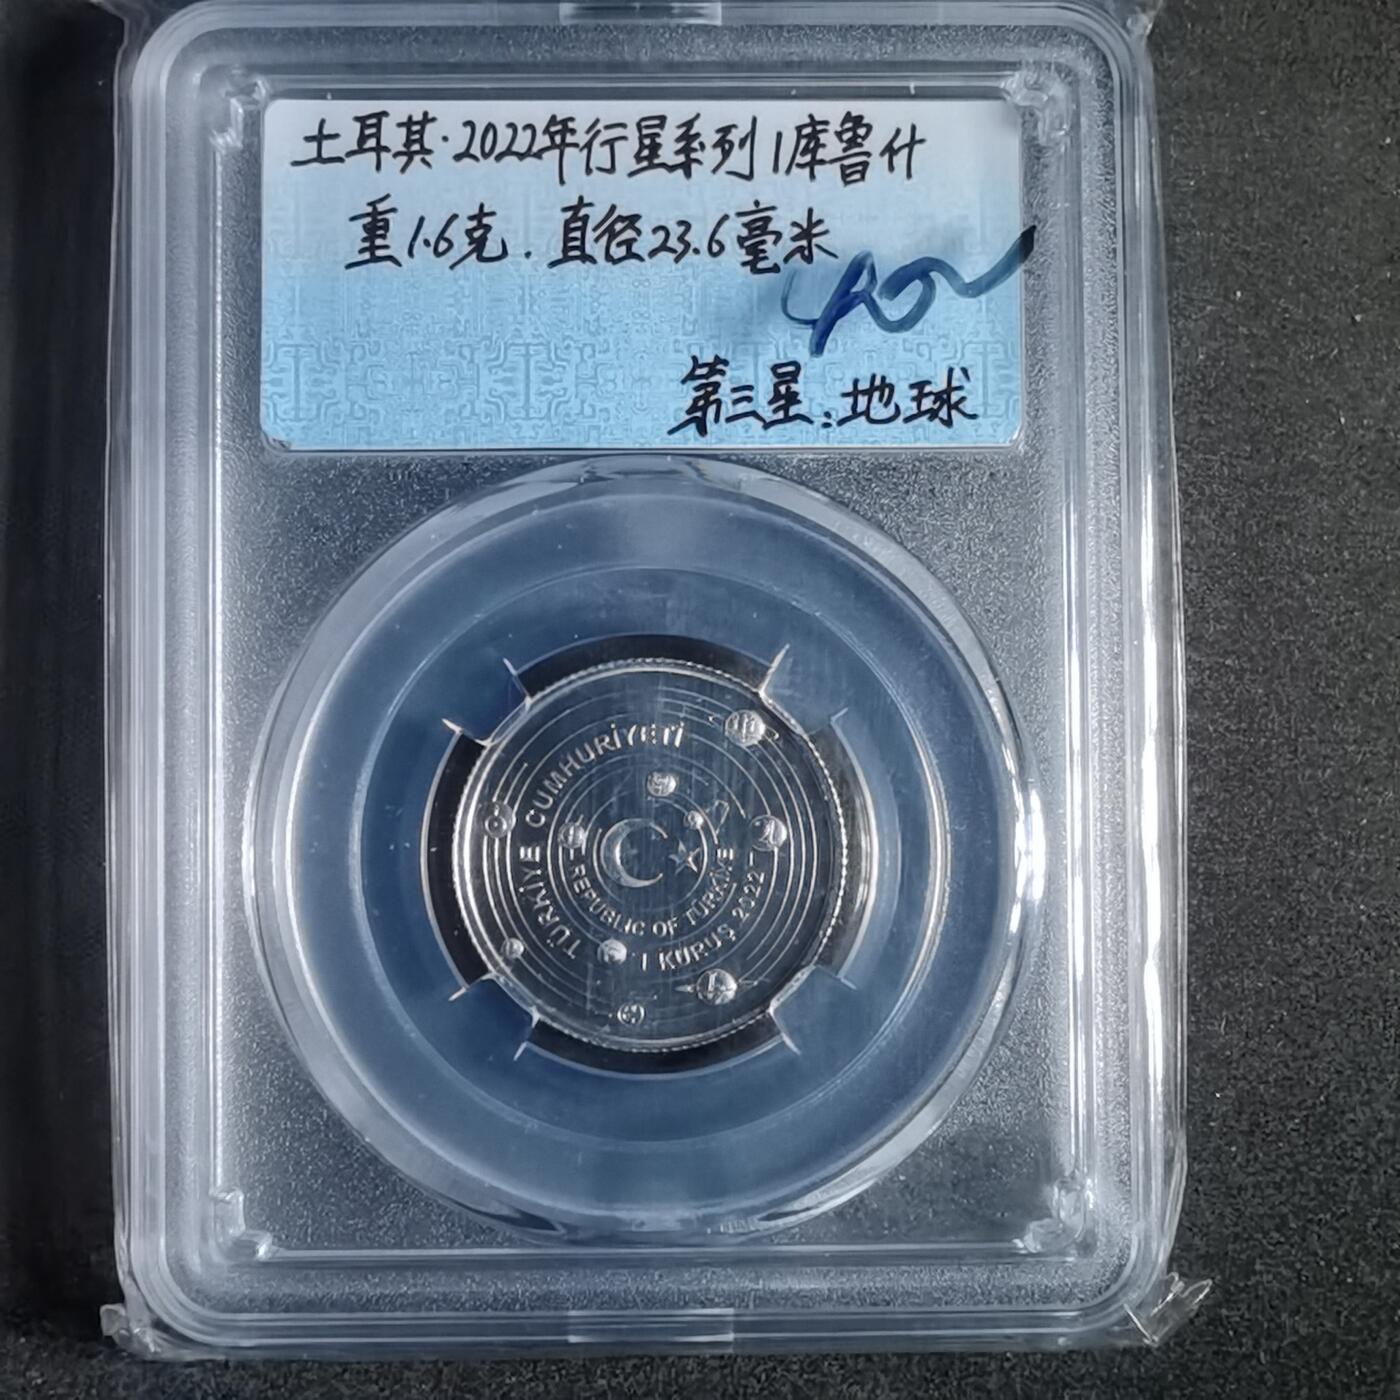 土耳其·2022年行星系列1库鲁什
重1.6克.直径23.6毫米
第三星:地球
TÜRKİYE CUMHURİYETİ
REPUBLIC OF TÜRKİYE
1 KURUŞ 2022